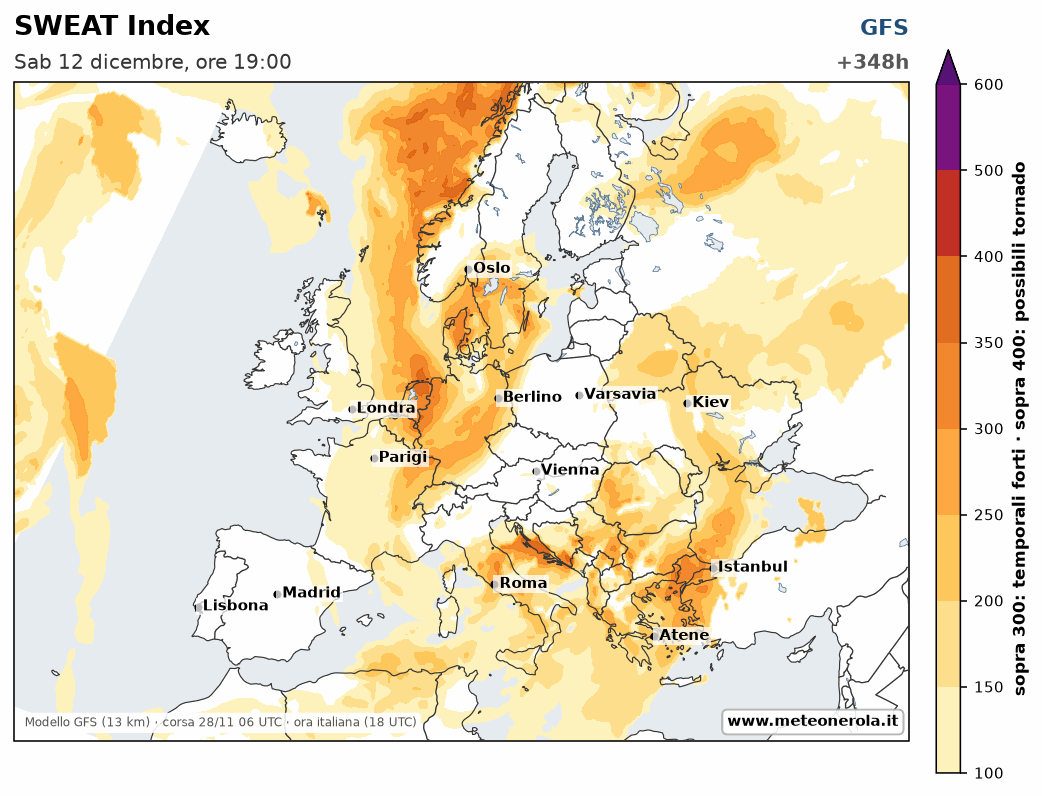 SWEAT Index
GFS
Sab 12 dicembre, ore 19:00
+348h
600
500
400
350
300
250
200
150
100
sopra 300: temporali forti · sopra 400: possibili tornado
Oslo
Londra
Berlino
Varsavia
Kiev
Parigi
Vienna
Istanbul
Roma
Madrid
Lisbona
Atene
Modello GFS (13 km) · corsa 28/11 06 UTC · ora italiana (18 UTC)
www.meteonerola.it